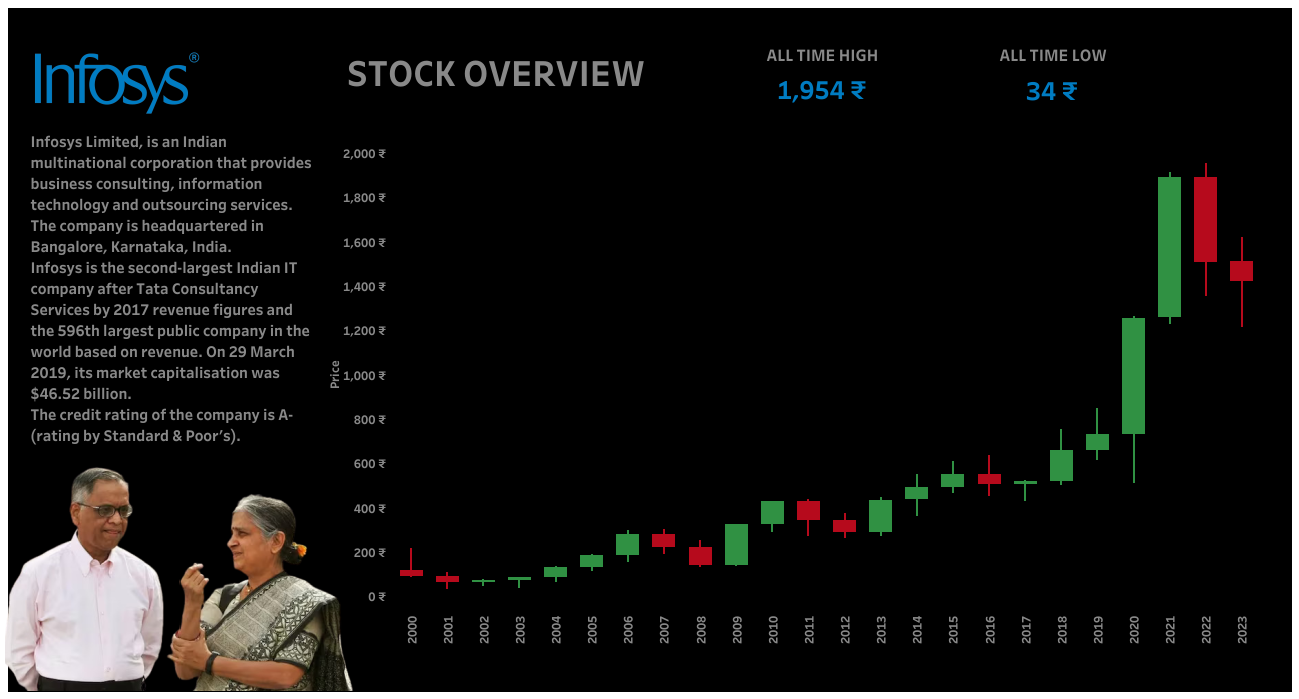 Infosys®
STOCK OVERVIEW
ALL TIME HIGH
1,954 ₹
ALL TIME LOW
34 ₹
Infosys Limited, is an Indian
multinational corporation that provides
business consulting, information
technology and outsourcing services.
The company is headquartered in
Bangalore, Karnataka, India.
Infosys is the second-largest Indian IT
company after Tata Consultancy
Services by 2017 revenue figures and
the 596th largest public company in the
world based on revenue. On 29 March
2019, its market capitalisation was
$46.52 billion.
The credit rating of the company is A-
(rating by Standard & Poor's).
Price
2,000 ₹
1,800 ₹
1,600 ₹
1,400 ₹
1,200 ₹
1,000 ₹
800 ₹
600 ₹
400 ₹
200 ₹
0 ₹
2000 2001 2002 2003 2004 2005 2006 2007 2008 2009 2010 2011 2012 2013 2014 2015 2016 2017 2018 2019 2020 2021 2022 2023